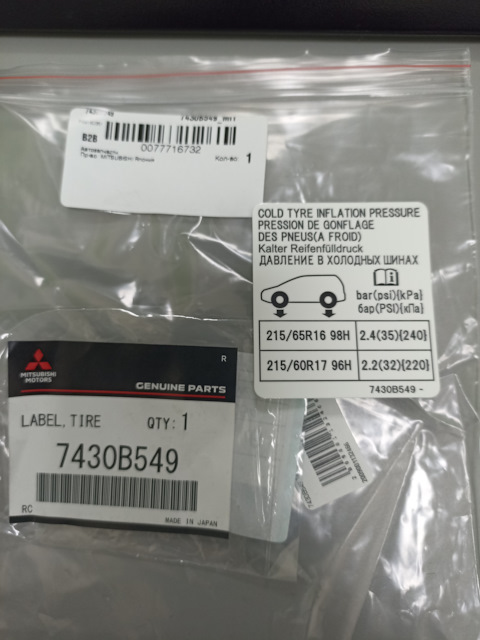 7430B549_mti
B2B
0077716732
Автозапчасть
Пр-во: MITSUBISHI Япония
Кол-во: 1
COLD TYRE INFLATION PRESSURE
PRESSION DE GONFLAGE
DES PNEUS(A FROID)
Kalter Reifenfülldruck
ДАВЛЕНИЕ В ХОЛОДНЫХ ШИНАХ
bar(psi){kPa}
бар(PSI){кПа}
215/65R16 98H 2.4(35){240}
215/60R17 96H 2.2(32){220}
7430B549 -
R
MITSUBISHI
MOTORS
GENUINE PARTS
LABEL, TIRE QTY: 1
7430B549
RC
MADE IN JAPAN